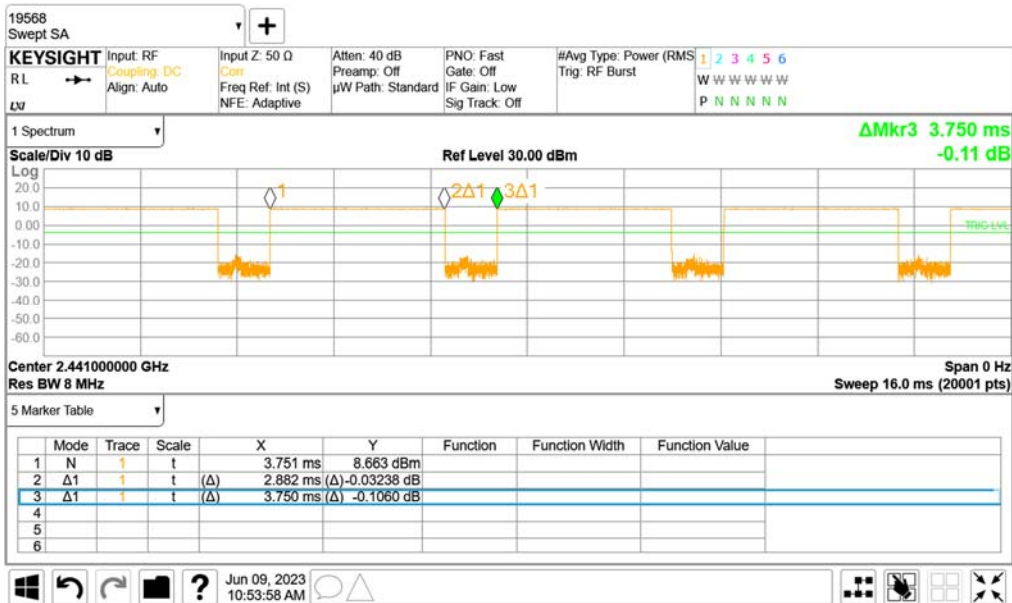 19568
Swept SA
KEYSIGHT
RL
LXI
Input: RF
Coupling: DC
Align: Auto
Input Z: 50 Ω
Corr
Freq Ref: Int (S)
NFE: Adaptive
Atten: 40 dB
Preamp: Off
µW Path: Standard
PNO: Fast
Gate: Off
IF Gain: Low
Sig Track: Off
#Avg Type: Power (RMS
Trig: RF Burst
1 2 3 4 5 6
W W W W W W
P N N N N N
1 Spectrum
ΔMkr3 3.750 ms
-0.11 dB
Scale/Div 10 dB
Ref Level 30.00 dBm
Log
1
2Δ1
3Δ1
20.0
10.0
0.00
TRIG LVL
-10.0
-20.0
-30.0
-40.0
-50.0
-60.0
Center 2.441000000 GHz
Span 0 Hz
Res BW 8 MHz
Sweep 16.0 ms (20001 pts)
5 Marker Table
Mode Trace Scale X Y Function Function Width Function Value
1 N 1 t 3.751 ms 8.663 dBm
2 Δ1 1 t (Δ) 2.882 ms (Δ) -0.03238 dB
3 Δ1 1 t (Δ) 3.750 ms (Δ) -0.1060 dB
4
5
6
?
Jun 09, 2023
10:53:58 AM